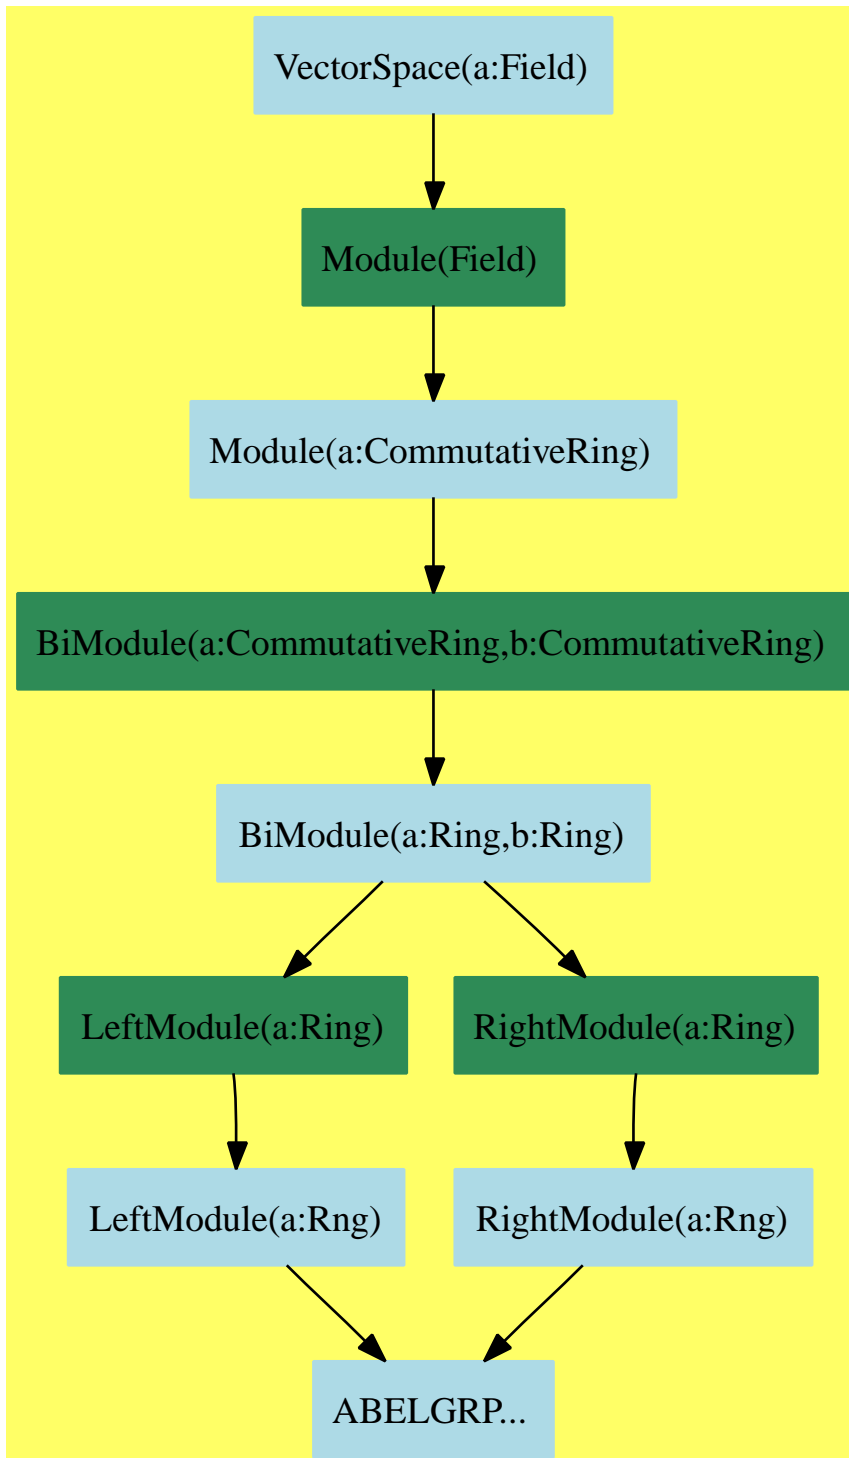 VectorSpace(a:Field)
Module(Field)
Module(a:CommutativeRing)
BiModule(a:CommutativeRing,b:CommutativeRing)
BiModule(a:Ring,b:Ring)
LeftModule(a:Ring)
RightModule(a:Ring)
LeftModule(a:Rng)
RightModule(a:Rng)
ABELGRP...